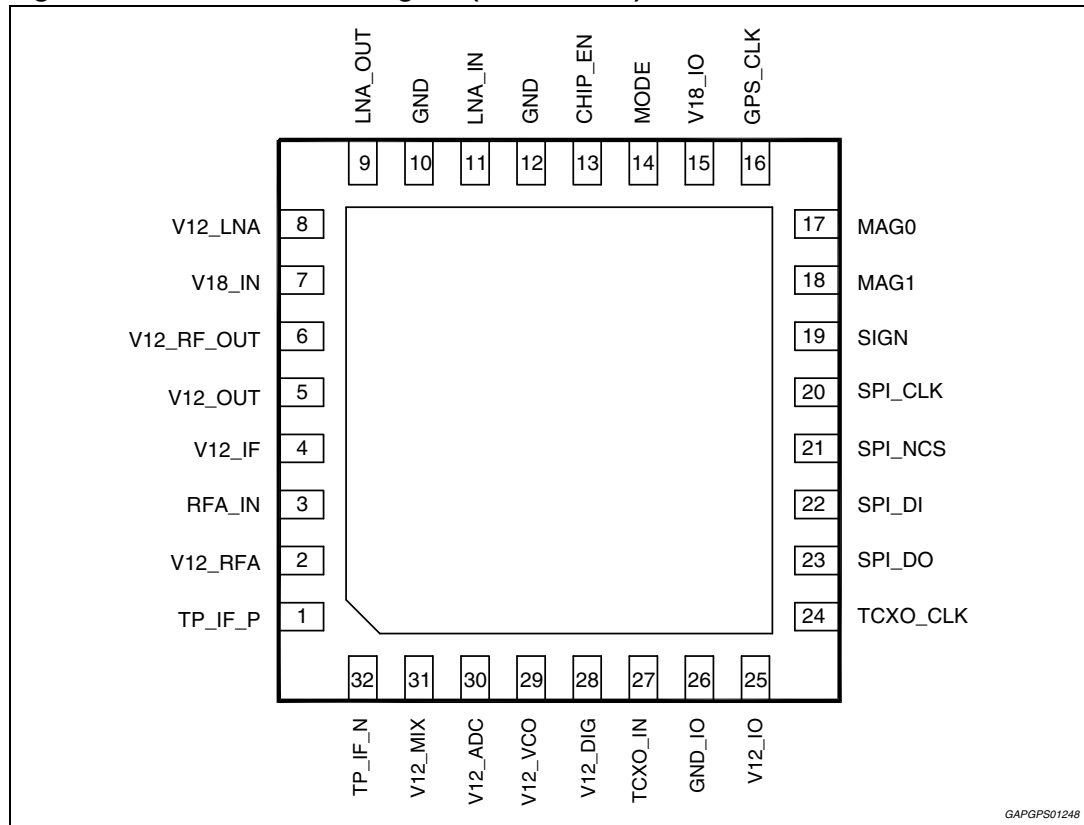 LNA_OUT
GND
LNA_IN
GND
CHIP_EN
MODE
V18_IO
GPS_CLK
9 10 11 12 13 14 15 16
V12_LNA 8 17 MAG0
V18_IN 7 18 MAG1
V12_RF_OUT 6 19 SIGN
V12_OUT 5 20 SPI_CLK
V12_IF 4 21 SPI_NCS
RFA_IN 3 22 SPI_DI
V12_RFA 2 23 SPI_DO
TP_IF_P 1 24 TCXO_CLK
32 31 30 29 28 27 26 25
TP_IF_N
V12_MIX
V12_ADC
V12_VCO
V12_DIG
TCXO_IN
GND_IO
V12_IO
GAPGPS01248